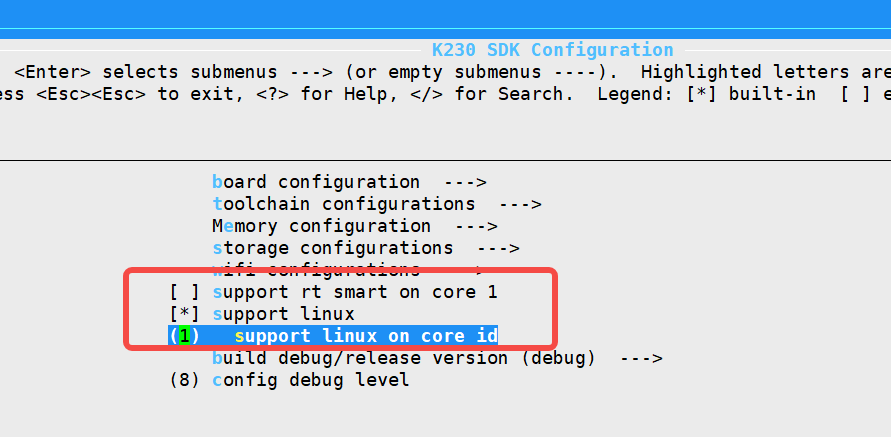 K230 SDK Configuration
<Enter> selects submenus ---> (or empty submenus ----).  Highlighted letters are
ess <Esc><Esc> to exit, <?> for Help, </> for Search.  Legend: [*] built-in  [ ] e
board configuration  --->
toolchain configurations  --->
Memory configuration  --->
storage configurations  --->
wifi configurations  --->
[ ] support rt smart on core 1
[*] support linux
(1)   support linux on core id
build debug/release version (debug)  --->
(8) config debug level